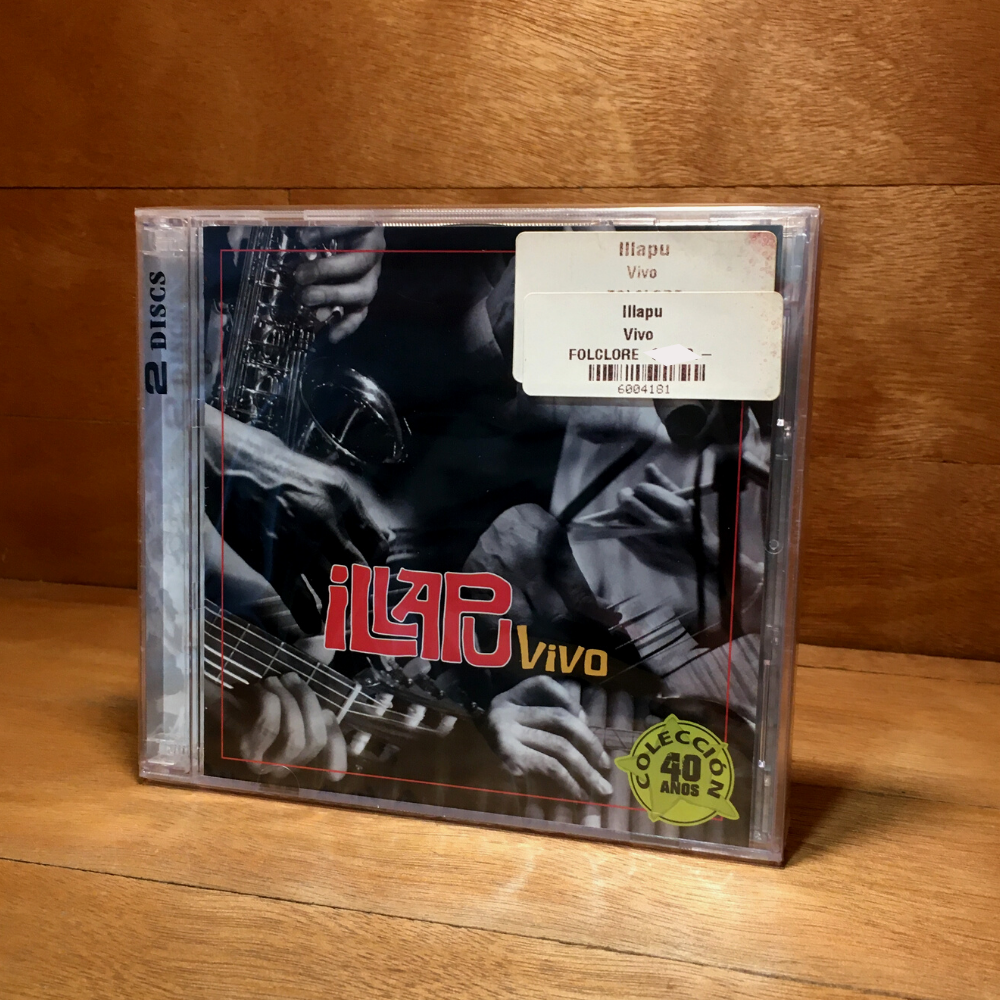 2 DISCS
Illapu
Vivo
Illapu
Vivo
FOLCLORE
6004181
iLLAPU
ViVO
COLECCIÓN
40
AÑOS